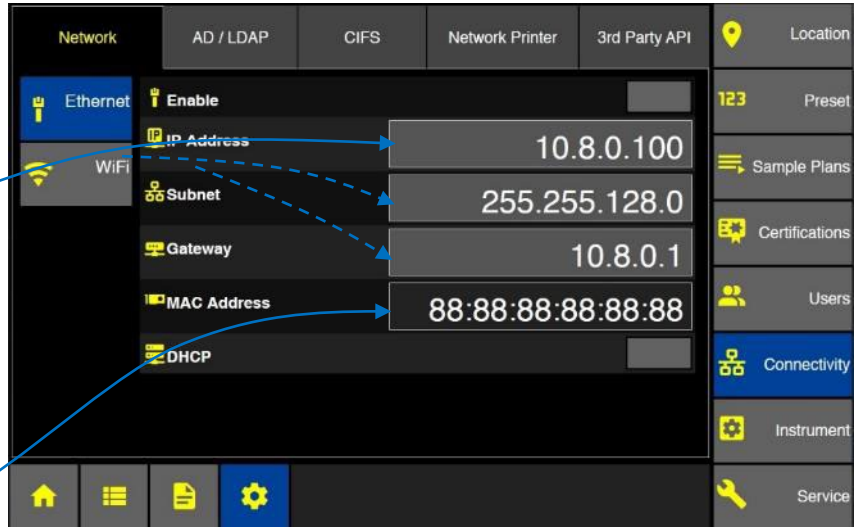 Network
AD / LDAP
CIFS
Network Printer
3rd Party API
Location
Ethernet
Enable
123 Preset
IP Address
10.8.0.100
WiFi
Sample Plans
Subnet
255.255.128.0
Certifications
Gateway
10.8.0.1
MAC Address
88:88:88:88:88:88
Users
DHCP
Connectivity
Instrument
Service